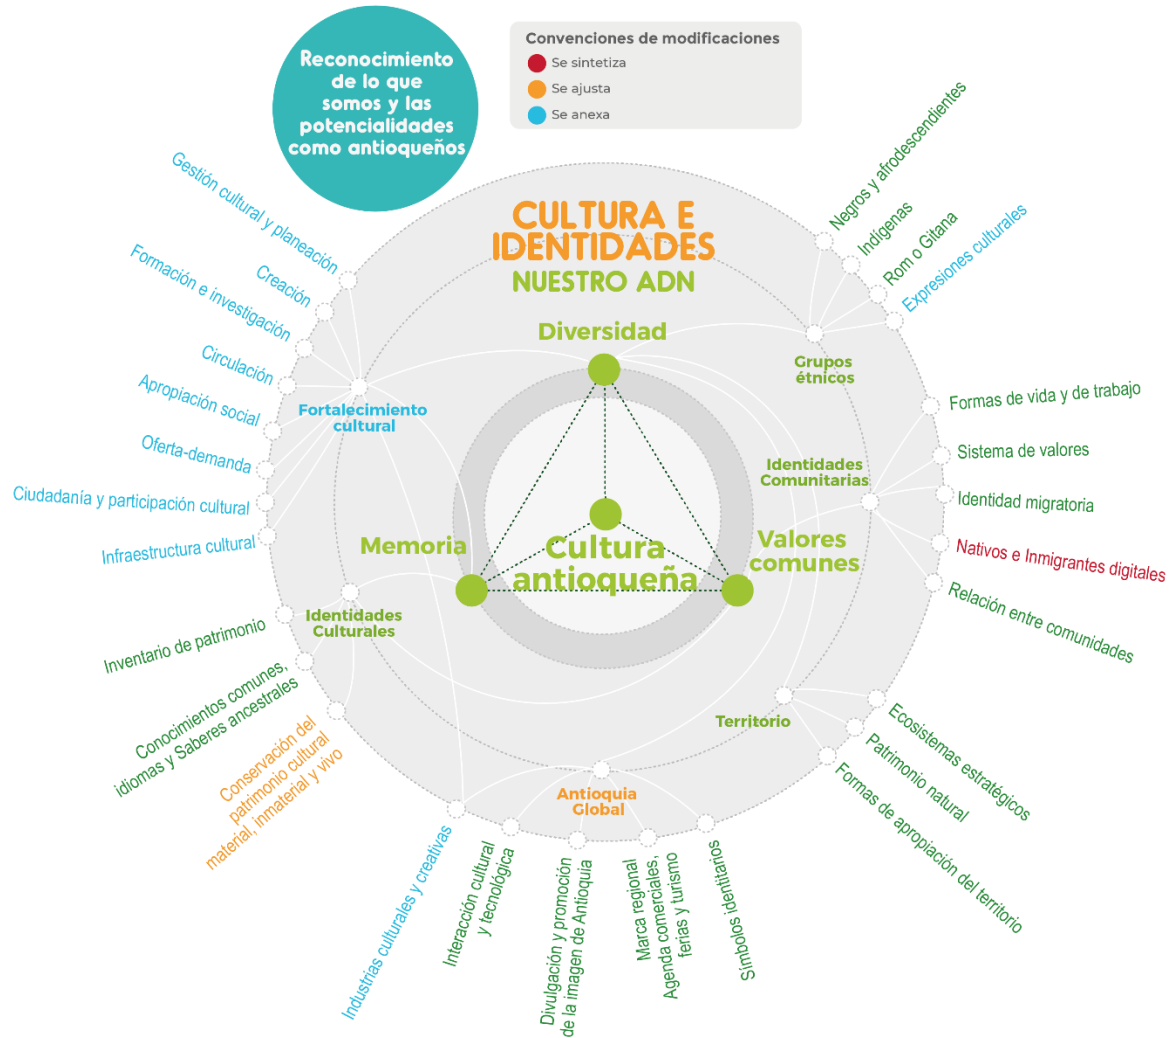 Reconocimiento
de lo que
somos y las
potencialidades
como antioqueños
Convenciones de modificaciones
Se sintetiza
Se ajusta
Se anexa
CULTURA E
IDENTIDADES
NUESTRO ADN
Diversidad
Memoria
Cultura
antioqueña
Valores
comunes
Grupos
étnicos
Negros y afrodescendientes
Indígenas
Rom o Gitana
Expresiones culturales
Identidades
Comunitarias
Formas de vida y de trabajo
Sistema de valores
Identidad migratoria
Nativos e Inmigrantes digitales
Relación entre comunidades
Territorio
Ecosistemas estratégicos
Patrimonio natural
Formas de apropiación del territorio
Antioquia
Global
Símbolos identitarios
Marca regional
Agenda comerciales,
ferias y turismo
Divulgación y promoción
de la imagen de Antioquia
Interacción cultural
y tecnológica
Industrias culturales y creativas
Identidades
Culturales
Conservación del
patrimonio cultural
material, inmaterial y vivo
Conocimientos comunes,
idiomas y Saberes ancestrales
Inventario de patrimonio
Fortalecimiento
cultural
Infraestructura cultural
Ciudadanía y participación cultural
Oferta-demanda
Apropiación social
Circulación
Formación e investigación
Creación
Gestión cultural y planeación